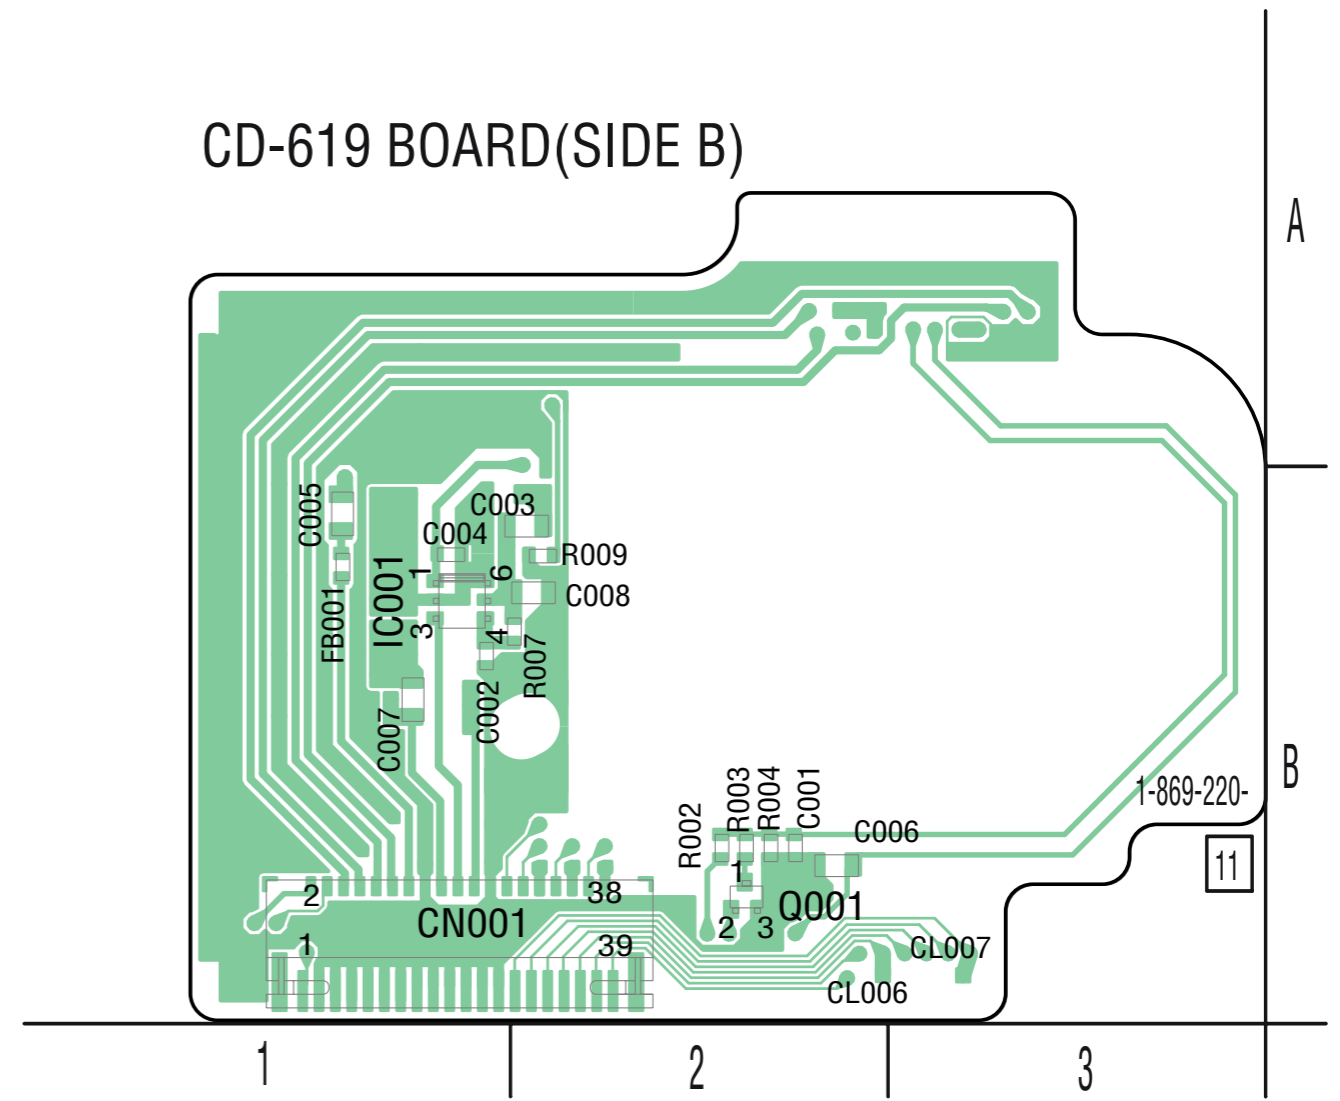 CD-619 BOARD(SIDE B)
A
C005
C003
C004
R009
1
6
IC001
C008
FB001
3
4
R007
C002
C007
B
1-869-220-
R002
R003
R004
C001
C006
11
1
2
38
Q001
CN001
2
3
1
39
CL007
CL006
1
2
3